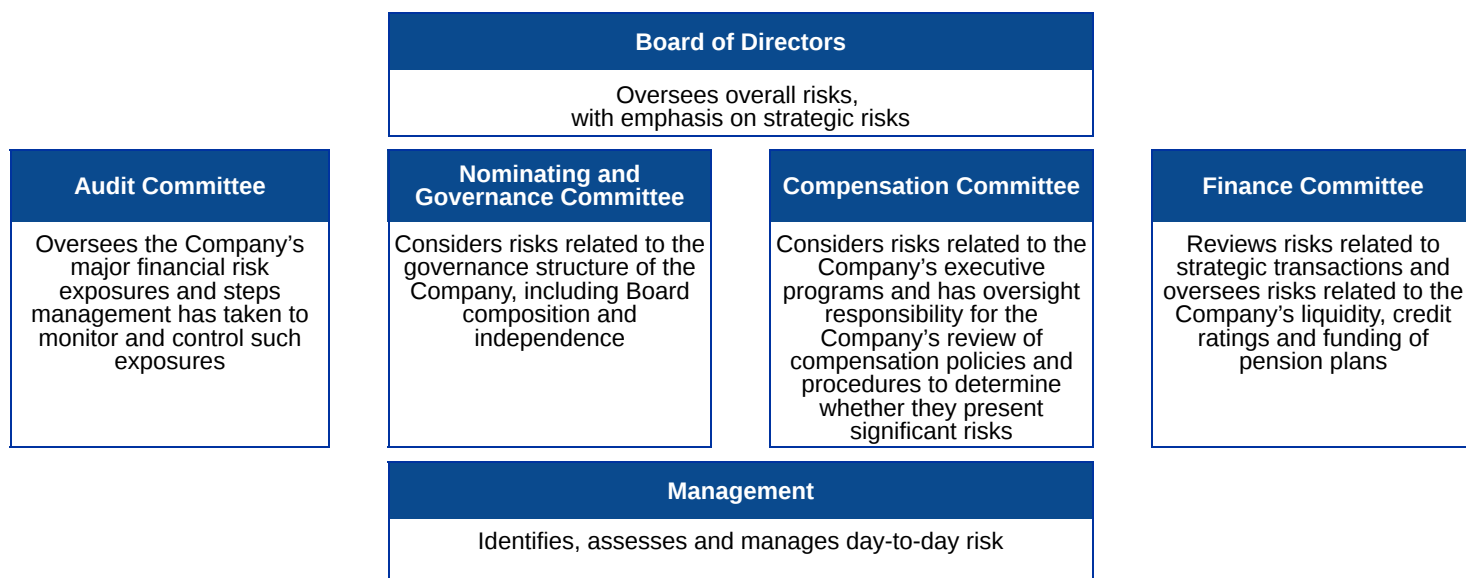 Board of Directors
Oversees overall risks,
with emphasis on strategic risks
Audit Committee
Oversees the Company’s
major financial risk
exposures and steps
management has taken to
monitor and control such
exposures
Nominating and
Governance Committee
Considers risks related to the
governance structure of the
Company, including Board
composition and
independence
Compensation Committee
Considers risks related to the
Company’s executive
programs and has oversight
responsibility for the
Company’s review of
compensation policies and
procedures to determine
whether they present
significant risks
Finance Committee
Reviews risks related to
strategic transactions and
oversees risks related to the
Company’s liquidity, credit
ratings and funding of
pension plans
Management
Identifies, assesses and manages day-to-day risk